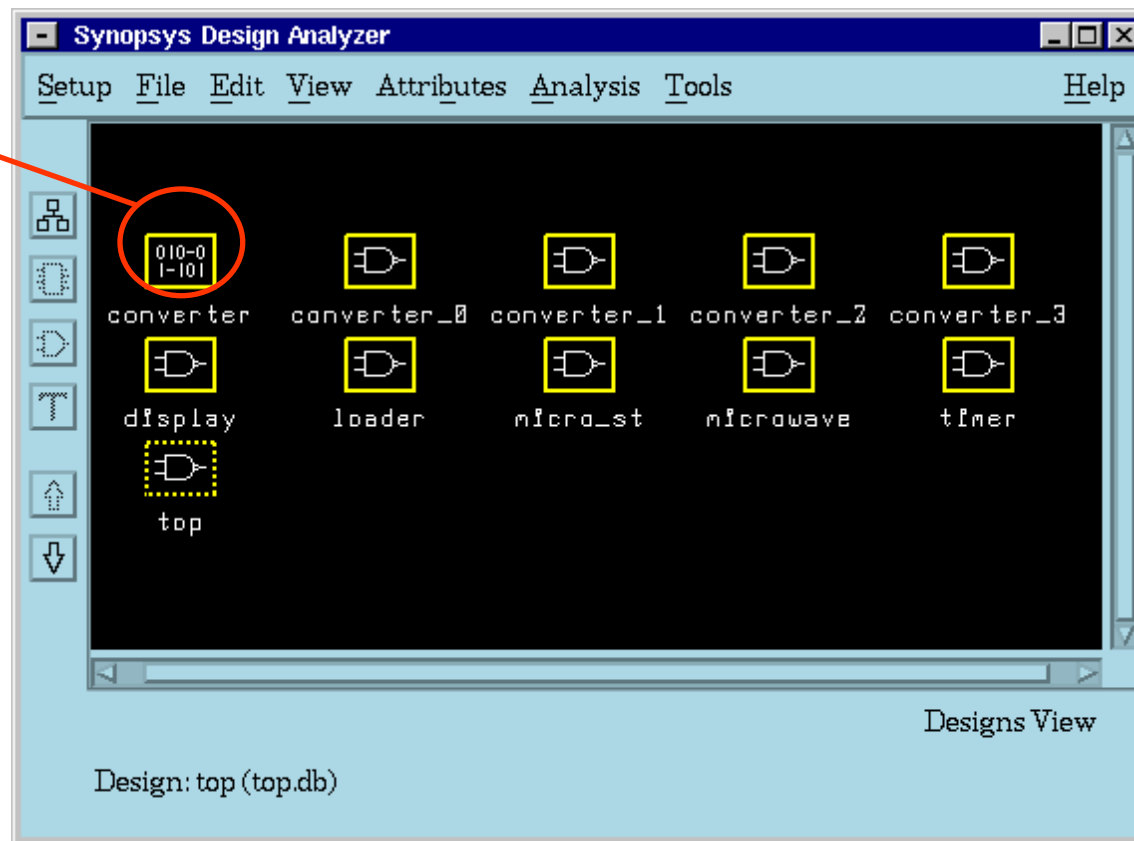 Synopsys Design Analyzer
Setup File Edit View Attributes Analysis Tools Help
010-0
1-101
converter converter_0 converter_1 converter_2 converter_3
display loader micro_st microwave timer
top
Designs View
Design: top (top.db)